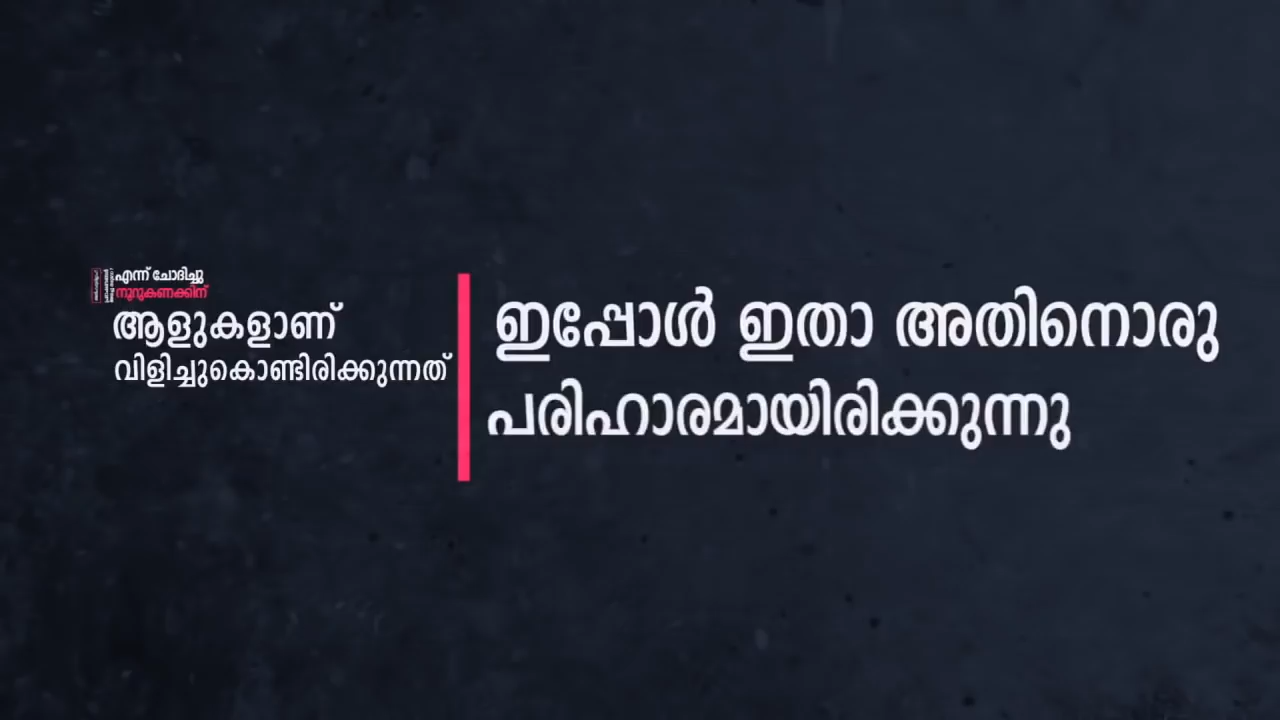 എന്ന് ചോദിച്ചു
നൂറുകണക്കിന്
ആളുകളാണ്
വിളിച്ചുകൊണ്ടിരിക്കുന്നത്
ഇപ്പോൾ ഇതാ അതിനൊരു
പരിഹാരമായിരിക്കുന്നു